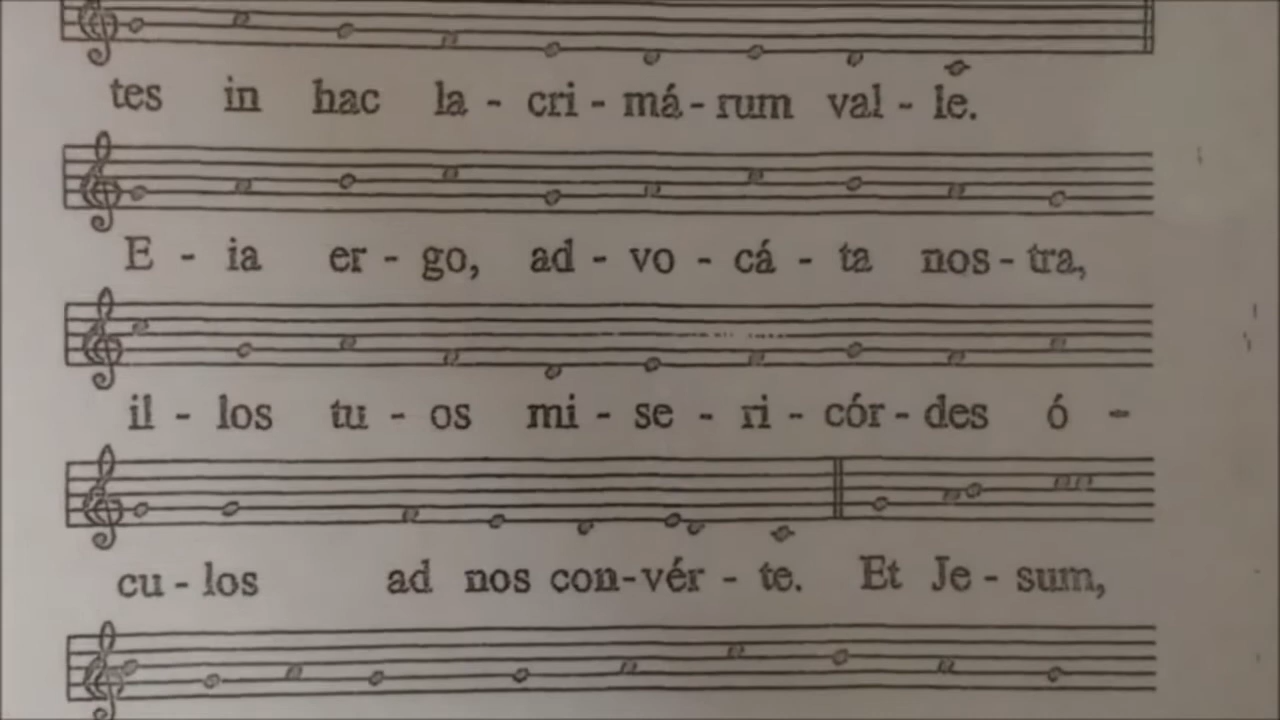 tes in hac la - cri - má - rum val - le.
E - ia er - go, ad - vo - cá - ta nos - tra,
il - los tu - os mi - se - ri - cór - des ó -
cu - los ad nos con - vér - te. Et Je - sum,